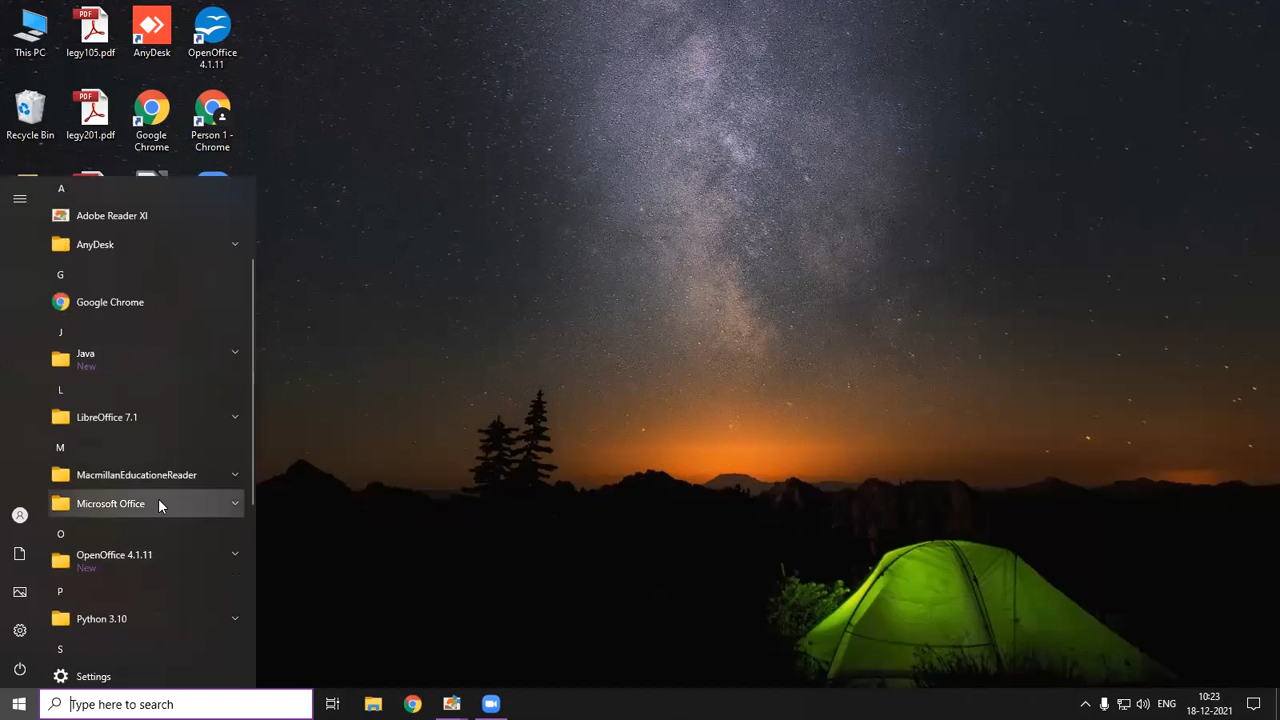 This PC
PDF
legy105.pdf
AnyDesk
OpenOffice
4.1.11
Recycle Bin
PDF
legy201.pdf
Google
Chrome
Person 1 -
Chrome
A
Adobe Reader XI
AnyDesk
G
Google Chrome
J
Java
New
L
LibreOffice 7.1
M
MacmillanEducationeReader
Microsoft Office
O
OpenOffice 4.1.11
New
P
Python 3.10
S
Settings
Type here to search
ENG
10:23
18-12-2021